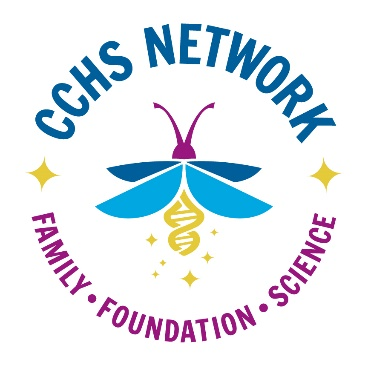 CCHS NETWORK
FAMILY • FOUNDATION • SCIENCE